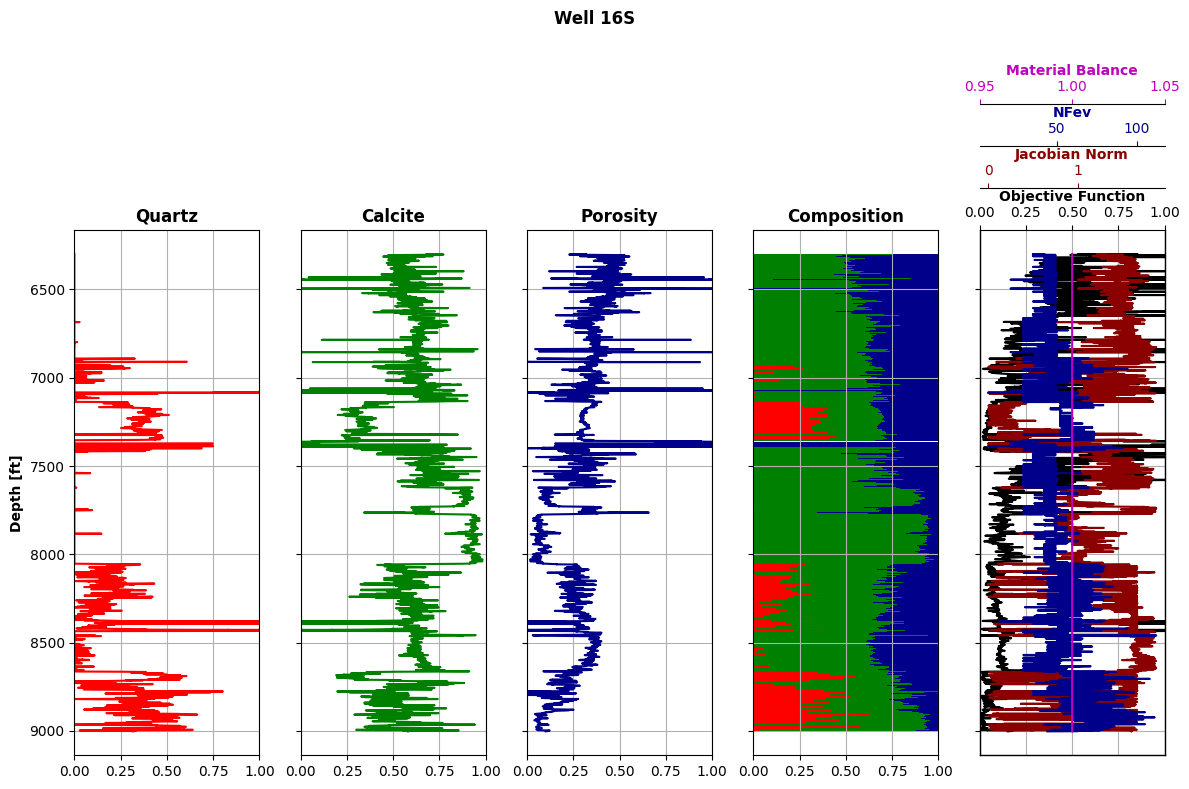 Well 16S
Material Balance
0.95 1.00 1.05
NFev
50 100
Jacobian Norm
0 1
Quartz Calcite Porosity Composition Objective Function
0.00 0.25 0.50 0.75 1.00
6500
7000
7500
8000
8500
9000
Depth [ft]
0.00 0.25 0.50 0.75 1.00 0.00 0.25 0.50 0.75 1.00 0.00 0.25 0.50 0.75 1.00 0.00 0.25 0.50 0.75 1.00